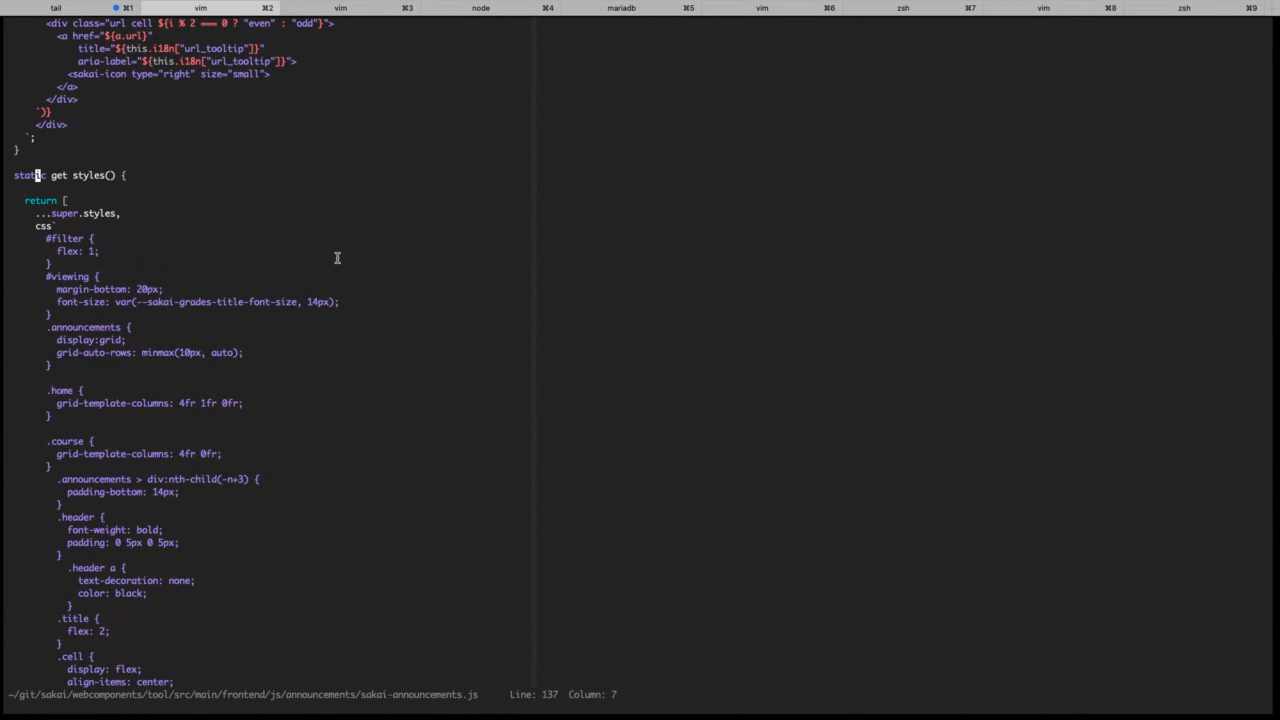 tail ⌘1 vim ⌘2 vim ⌘3 node ⌘4 mariadb ⌘5 vim ⌘6 zsh ⌘7 vim ⌘8 zsh ⌘9
<div class="url cell ${i % 2 === 0 ? "even" : "odd"}">
<a href="${a.url}"
title="${this.i18n["url_tooltip"]}"
aria-label="${this.i18n["url_tooltip"]}">
<sakai-icon type="right" size="small">
</a>
</div>
`)}
</div>
`;
}
static get styles() {
return [
...super.styles,
css`
#filter {
flex: 1;
}
#viewing {
margin-bottom: 20px;
font-size: var(--sakai-grades-title-font-size, 14px);
}
.announcements {
display:grid;
grid-auto-rows: minmax(10px, auto);
}
.home {
grid-template-columns: 4fr 1fr 0fr;
}
.course {
grid-template-columns: 4fr 0fr;
}
.announcements > div:nth-child(-n+3) {
padding-bottom: 14px;
}
.header {
font-weight: bold;
padding: 0 5px 0 5px;
}
.header a {
text-decoration: none;
color: black;
}
.title {
flex: 2;
}
.cell {
display: flex;
align-items: center;
~/git/sakai/webcomponents/tool/src/main/frontend/js/announcements/sakai-announcements.js Line: 137 Column: 7